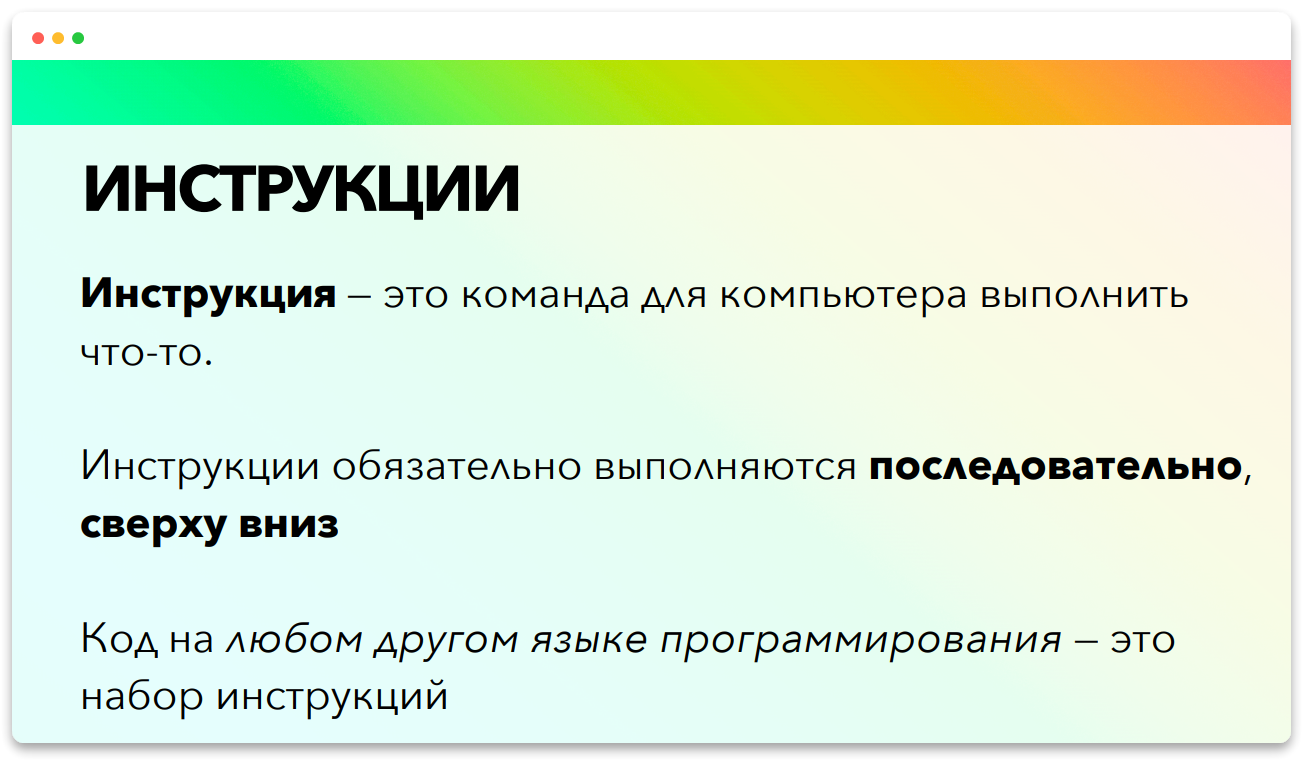 ИНСТРУКЦИИ
Инструкция – это команда для компьютера выполнить
что-то.
Инструкции обязательно выполняются последовательно,
сверху вниз
Код на любом другом языке программирования – это
набор инструкций